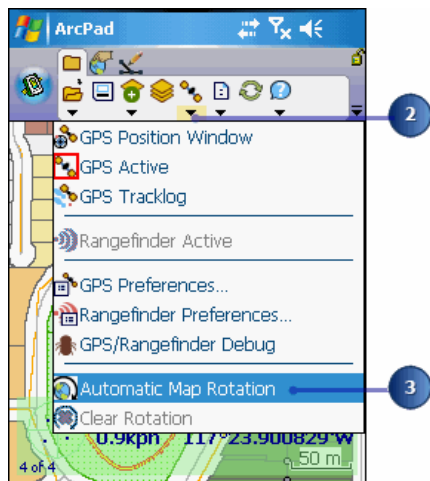 ArcPad
2
GPS Position Window
GPS Active
GPS Tracklog
Rangefinder Active
GPS Preferences...
Rangefinder Preferences...
GPS/Rangefinder Debug
Automatic Map Rotation
3
Clear Rotation
0.9kph 117°23.900829'W
4 of 4
50 m